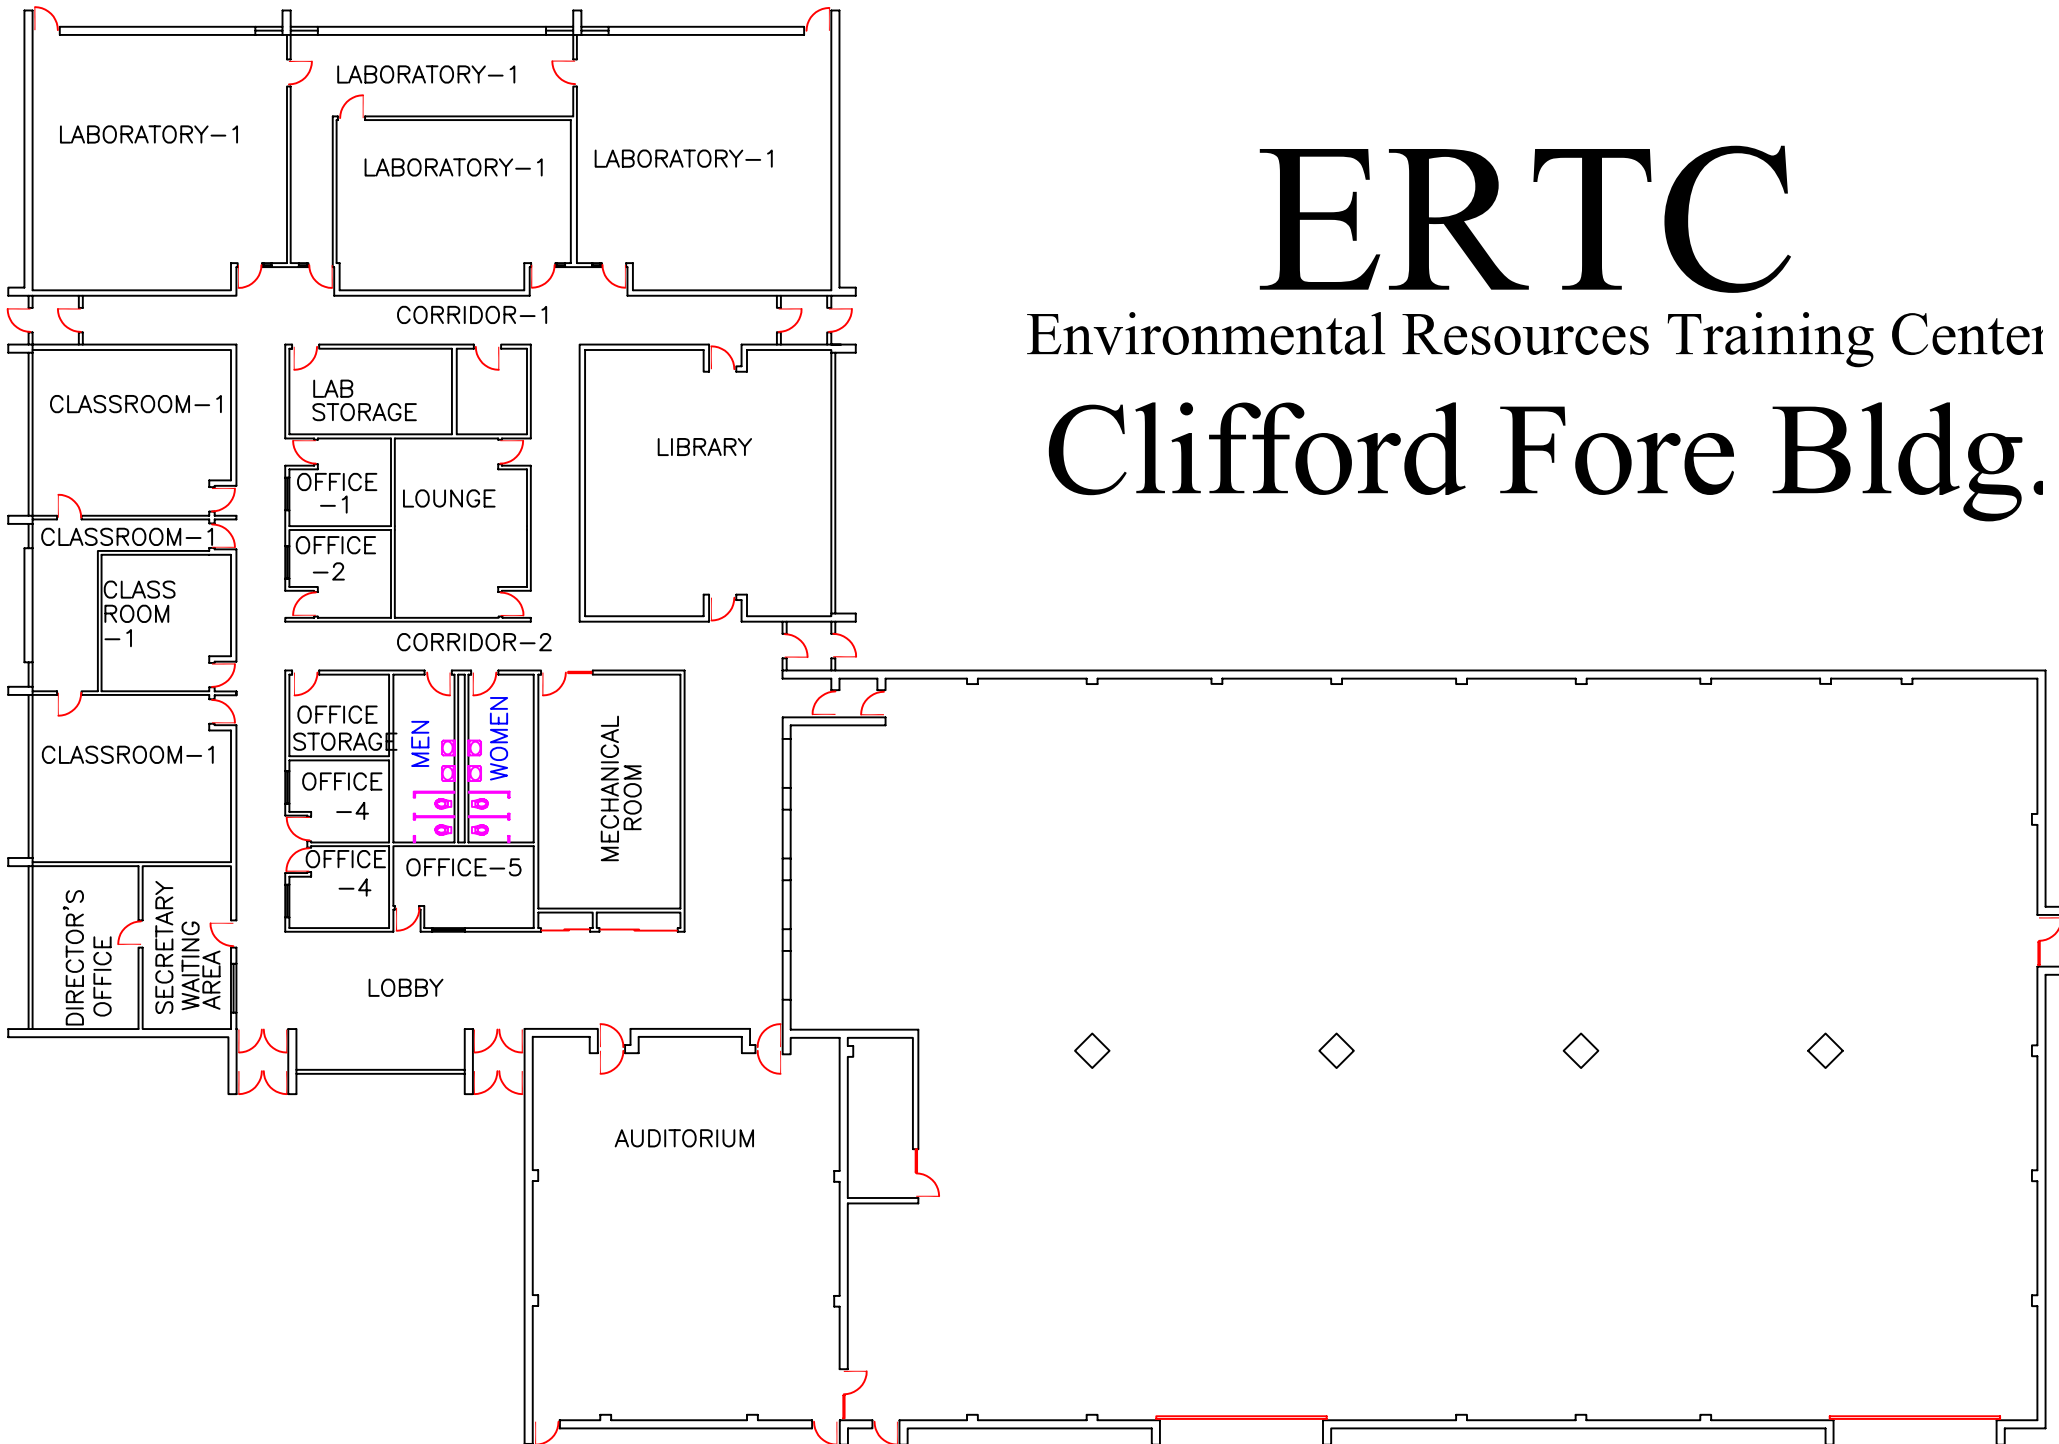 LABORATORY-1
LABORATORY-1
LABORATORY-1
LABORATORY-1
ERTC
Environmental Resources Training Center
Clifford Fore Bldg.
CORRIDOR-1
CLASSROOM-1
LAB
STORAGE
LIBRARY
OFFICE
-1
LOUNGE
CLASSROOM-1
OFFICE
-2
CLASS
ROOM
-1
CORRIDOR-2
OFFICE
STORAGE
MEN
WOMEN
MECHANICAL
ROOM
CLASSROOM-1
OFFICE
-4
OFFICE
-4
OFFICE-5
DIRECTOR'S
OFFICE
SECRETARY
WAITING
AREA
LOBBY
AUDITORIUM